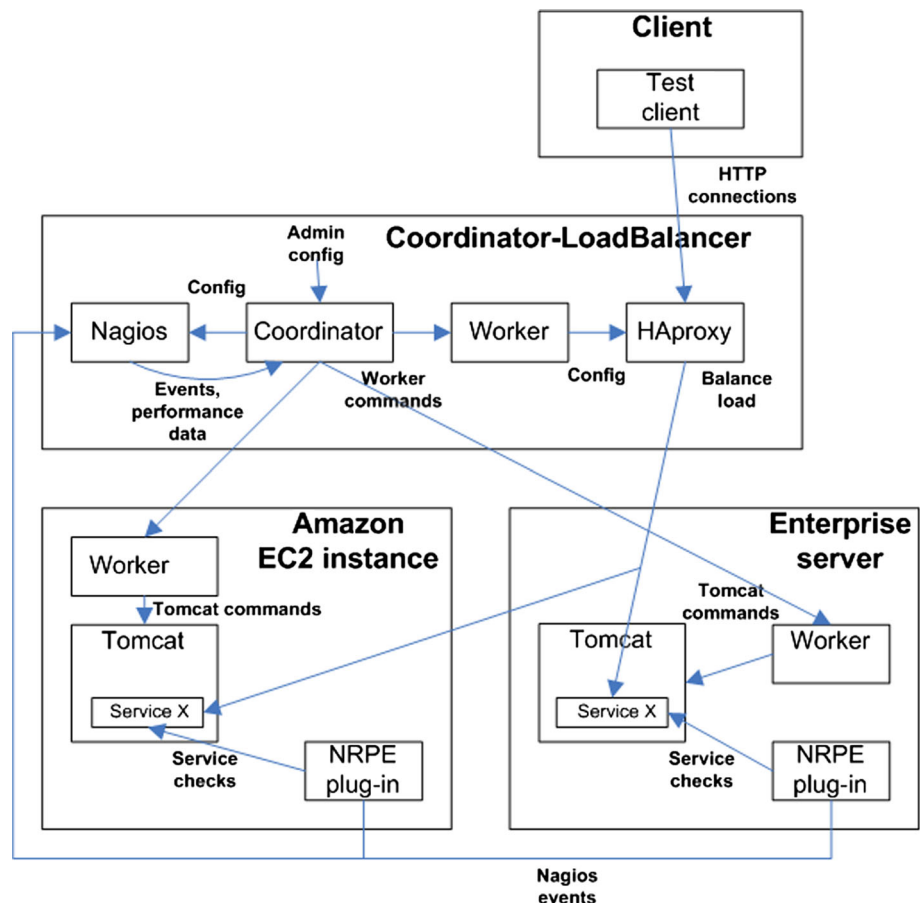 Client
Test
client
HTTP
connections
Admin
config
Coordinator-LoadBalancer
Config
Nagios
Coordinator
Worker
HAproxy
Events,
performance
data
Worker
commands
Config
Balance
load
Amazon
EC2 instance
Worker
Tomcat commands
Tomcat
Service X
Service
checks
NRPE
plug-in
Enterprise
server
Tomcat
commands
Tomcat
Worker
Service X
Service
checks
NRPE
plug-in
Nagios
events